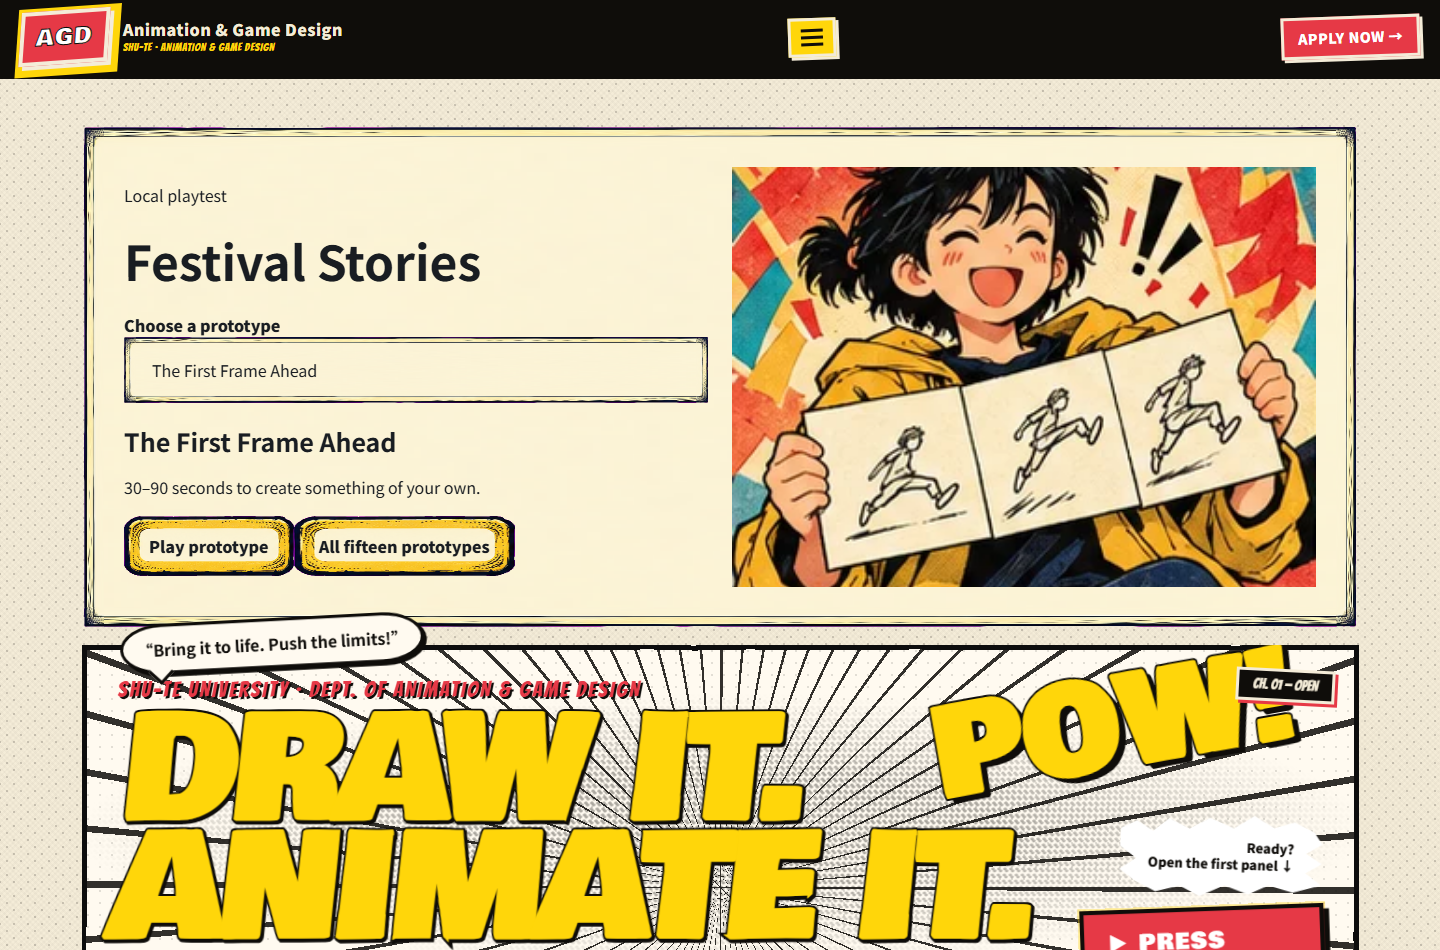 AGD
Animation & Game Design
SHU-TE · ANIMATION & GAME DESIGN
APPLY NOW →
Local playtest
Festival Stories
Choose a prototype
The First Frame Ahead
The First Frame Ahead
30–90 seconds to create something of your own.
Play prototype
All fifteen prototypes
“Bring it to life. Push the limits!”
SHU-TE UNIVERSITY · DEPT. OF ANIMATION & GAME DESIGN
CH. 01 — OPEN
POW!
DRAW IT.
ANIMATE IT.
Ready?
Open the first panel ↓
▶ PRESS